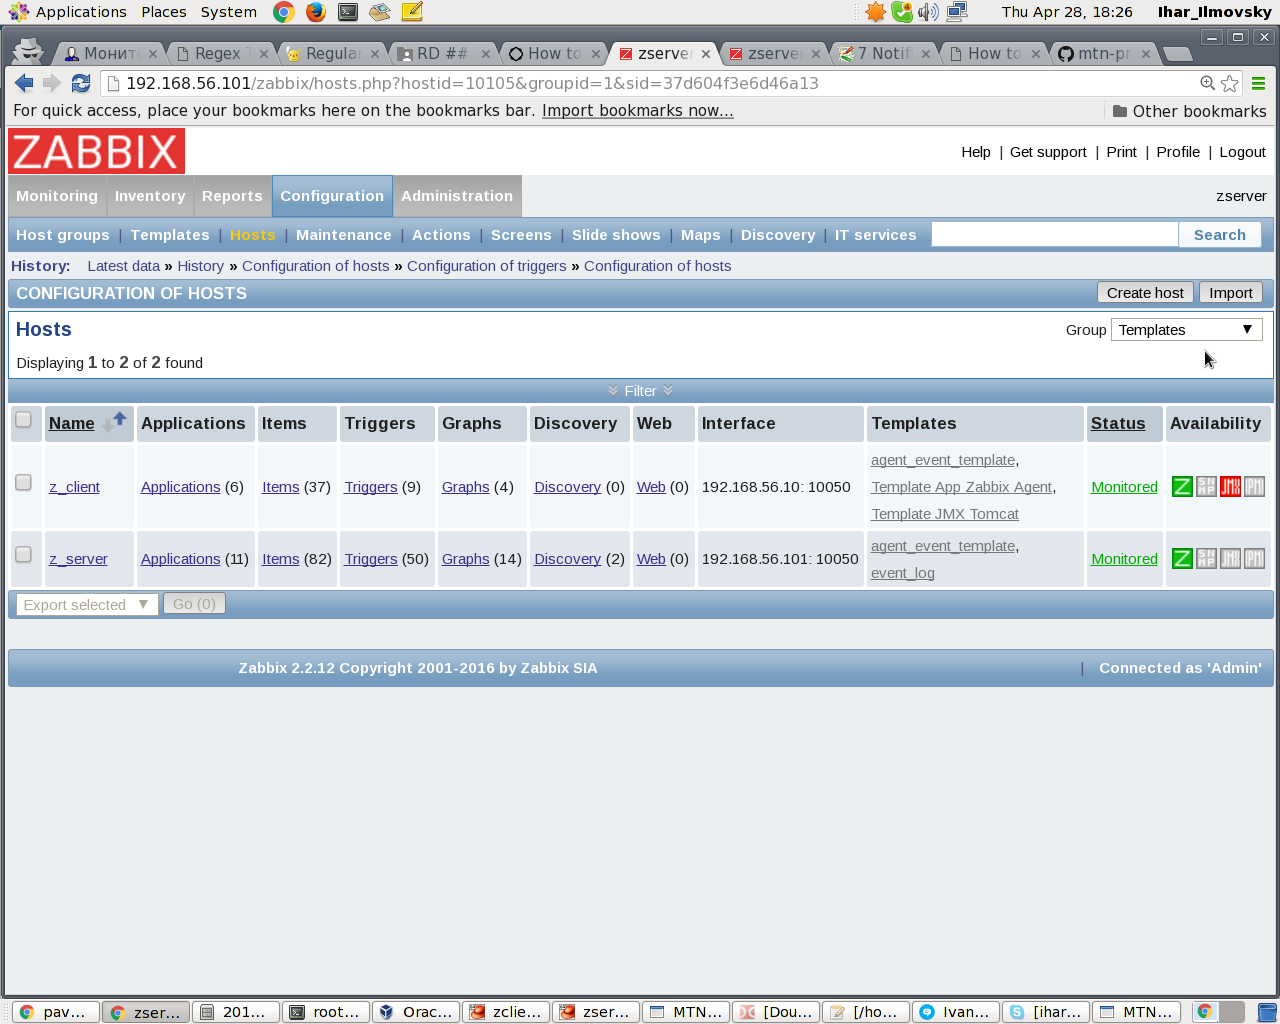 Applications Places System Thu Apr 28, 18:26 Ihar_Ilmovsky
Монит Regex T Regular RD ## How to zserver zserver 7 Notifi How to mtn-pr
192.168.56.101/zabbix/hosts.php?hostid=10105&groupid=1&sid=37d604f3e6d46a13
For quick access, place your bookmarks here on the bookmarks bar. Import bookmarks now... Other bookmarks
ZABBIX
Help | Get support | Print | Profile | Logout
Monitoring Inventory Reports Configuration Administration zserver
Host groups | Templates | Hosts | Maintenance | Actions | Screens | Slide shows | Maps | Discovery | IT services Search
History: Latest data » History » Configuration of hosts » Configuration of triggers » Configuration of hosts
CONFIGURATION OF HOSTS Create host Import
Hosts Group Templates
Displaying 1 to 2 of 2 found
Filter
Name Applications Items Triggers Graphs Discovery Web Interface Templates Status Availability
agent_event_template,
z_client Applications (6) Items (37) Triggers (9) Graphs (4) Discovery (0) Web (0) 192.168.56.10: 10050 Template App Zabbix Agent, Monitored Z SNMP JMX IPMI
Template JMX Tomcat
agent_event_template,
z_server Applications (11) Items (82) Triggers (50) Graphs (14) Discovery (2) Web (0) 192.168.56.101: 10050 Monitored Z SNMP JMX IPMI
event_log
Export selected Go (0)
Zabbix 2.2.12 Copyright 2001-2016 by Zabbix SIA | Connected as 'Admin'
pav... zser... 201... root... Orac... zclie... zser... MTN... [Dou... [/ho... Ivan... [ihar... MTN...